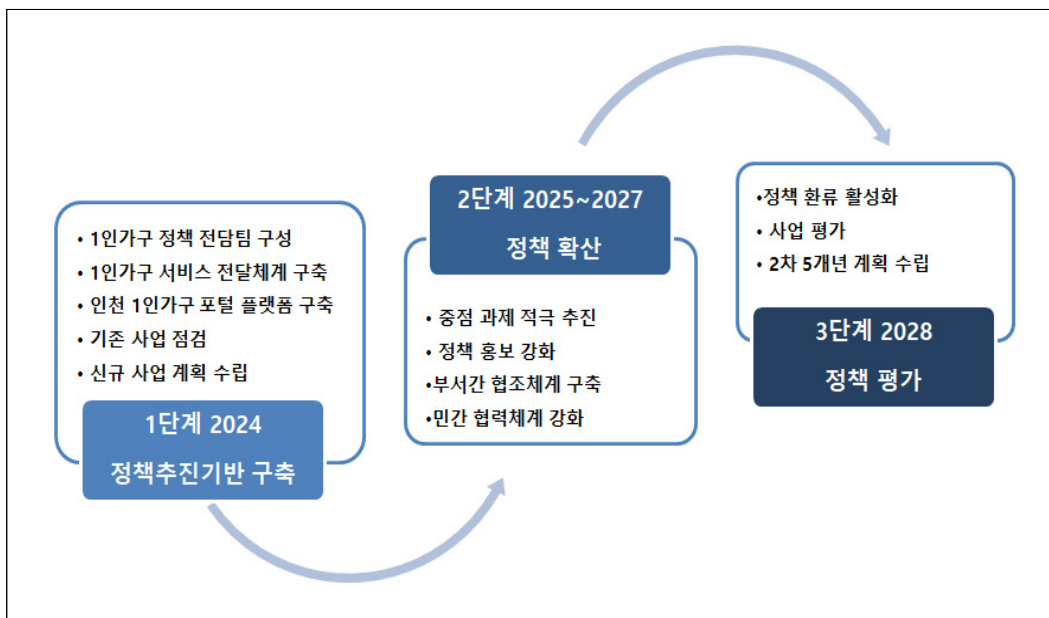 • 1인가구 정책 전담팀 구성
• 1인가구 서비스 전달체계 구축
• 인천 1인가구 포털 플랫폼 구축
• 기존 사업 점검
• 신규 사업 계획 수립
1단계 2024
정책추진기반 구축
2단계 2025~2027
정책 확산
• 중점 과제 적극 추진
• 정책 홍보 강화
•부서간 협조체계 구축
•민간 협력체계 강화
•정책 환류 활성화
• 사업 평가
• 2차 5개년 계획 수립
3단계 2028
정책 평가